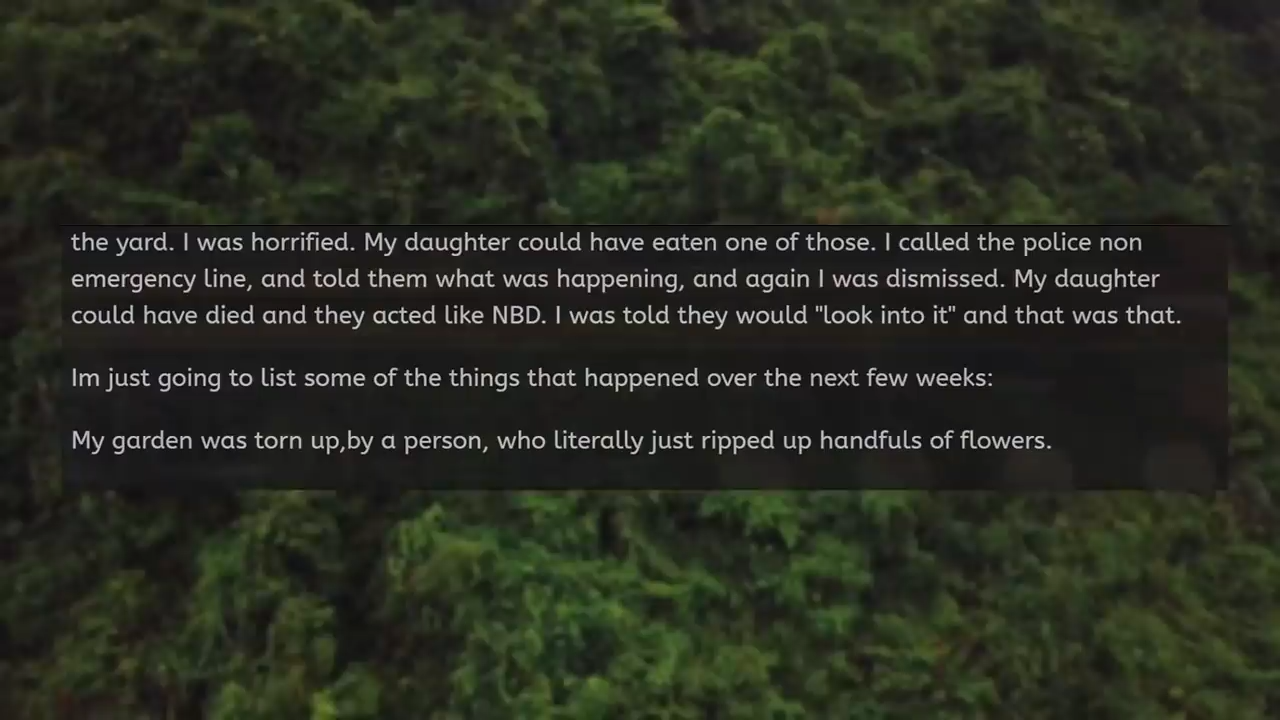 the yard. I was horrified. My daughter could have eaten one of those. I called the police non
emergency line, and told them what was happening, and again I was dismissed. My daughter
could have died and they acted like NBD. I was told they would "look into it" and that was that.
Im just going to list some of the things that happened over the next few weeks:
My garden was torn up,by a person, who literally just ripped up handfuls of flowers.